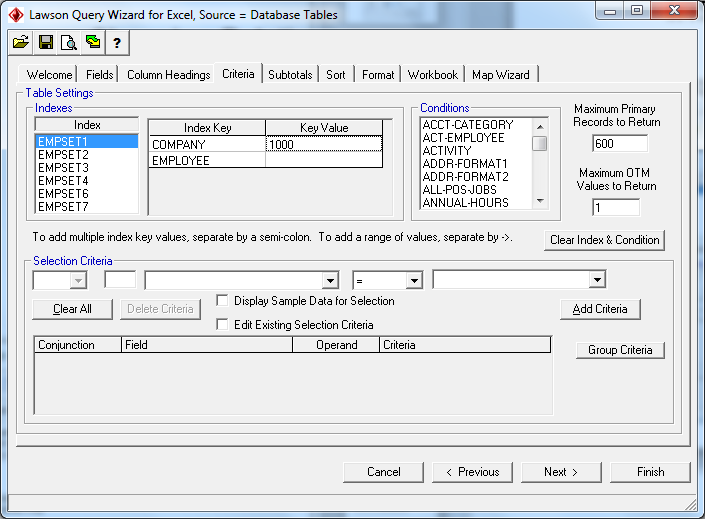 Lawson Query Wizard for Excel, Source = Database Tables
?
Welcome Fields Column Headings Criteria Subtotals Sort Format Workbook Map Wizard
Table Settings
Indexes
Index
EMPSET1
EMPSET2
EMPSET3
EMPSET4
EMPSET6
EMPSET7
Index Key Key Value
COMPANY 1000
EMPLOYEE
Conditions
ACCT-CATEGORY
ACT-EMPLOYEE
ACTIVITY
ADDR-FORMAT1
ADDR-FORMAT2
ALL-POS-JOBS
ANNUAL-HOURS
Maximum Primary
Records to Return
600
Maximum OTM
Values to Return
1
To add multiple index key values, separate by a semi-colon. To add a range of values, separate by ->.
Clear Index & Condition
Selection Criteria
=
Clear All
Delete Criteria
Display Sample Data for Selection
Edit Existing Selection Criteria
Add Criteria
Conjunction Field Operand Criteria
Group Criteria
Cancel < Previous Next > Finish